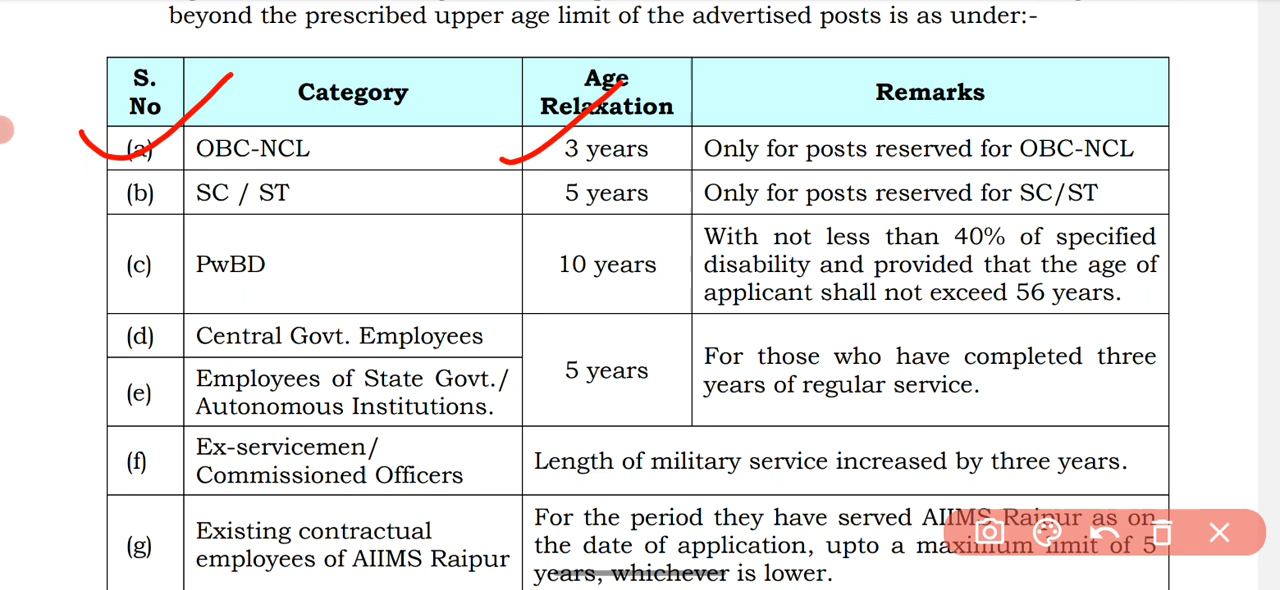 beyond the prescribed upper age limit of the advertised posts is as under:-
S. No
Category
Age Relaxation
Remarks
(a)
OBC-NCL
3 years
Only for posts reserved for OBC-NCL
(b)
SC / ST
5 years
Only for posts reserved for SC/ST
(c)
PwBD
10 years
With not less than 40% of specified
disability and provided that the age of
applicant shall not exceed 56 years.
(d)
Central Govt. Employees
(e)
Employees of State Govt./
Autonomous Institutions.
5 years
For those who have completed three
years of regular service.
(f)
Ex-servicemen/
Commissioned Officers
Length of military service increased by three years.
(g)
Existing contractual
employees of AIIMS Raipur
For the period they have served AIIMS Raipur as on
the date of application, upto a maximum limit of 5
years, whichever is lower.